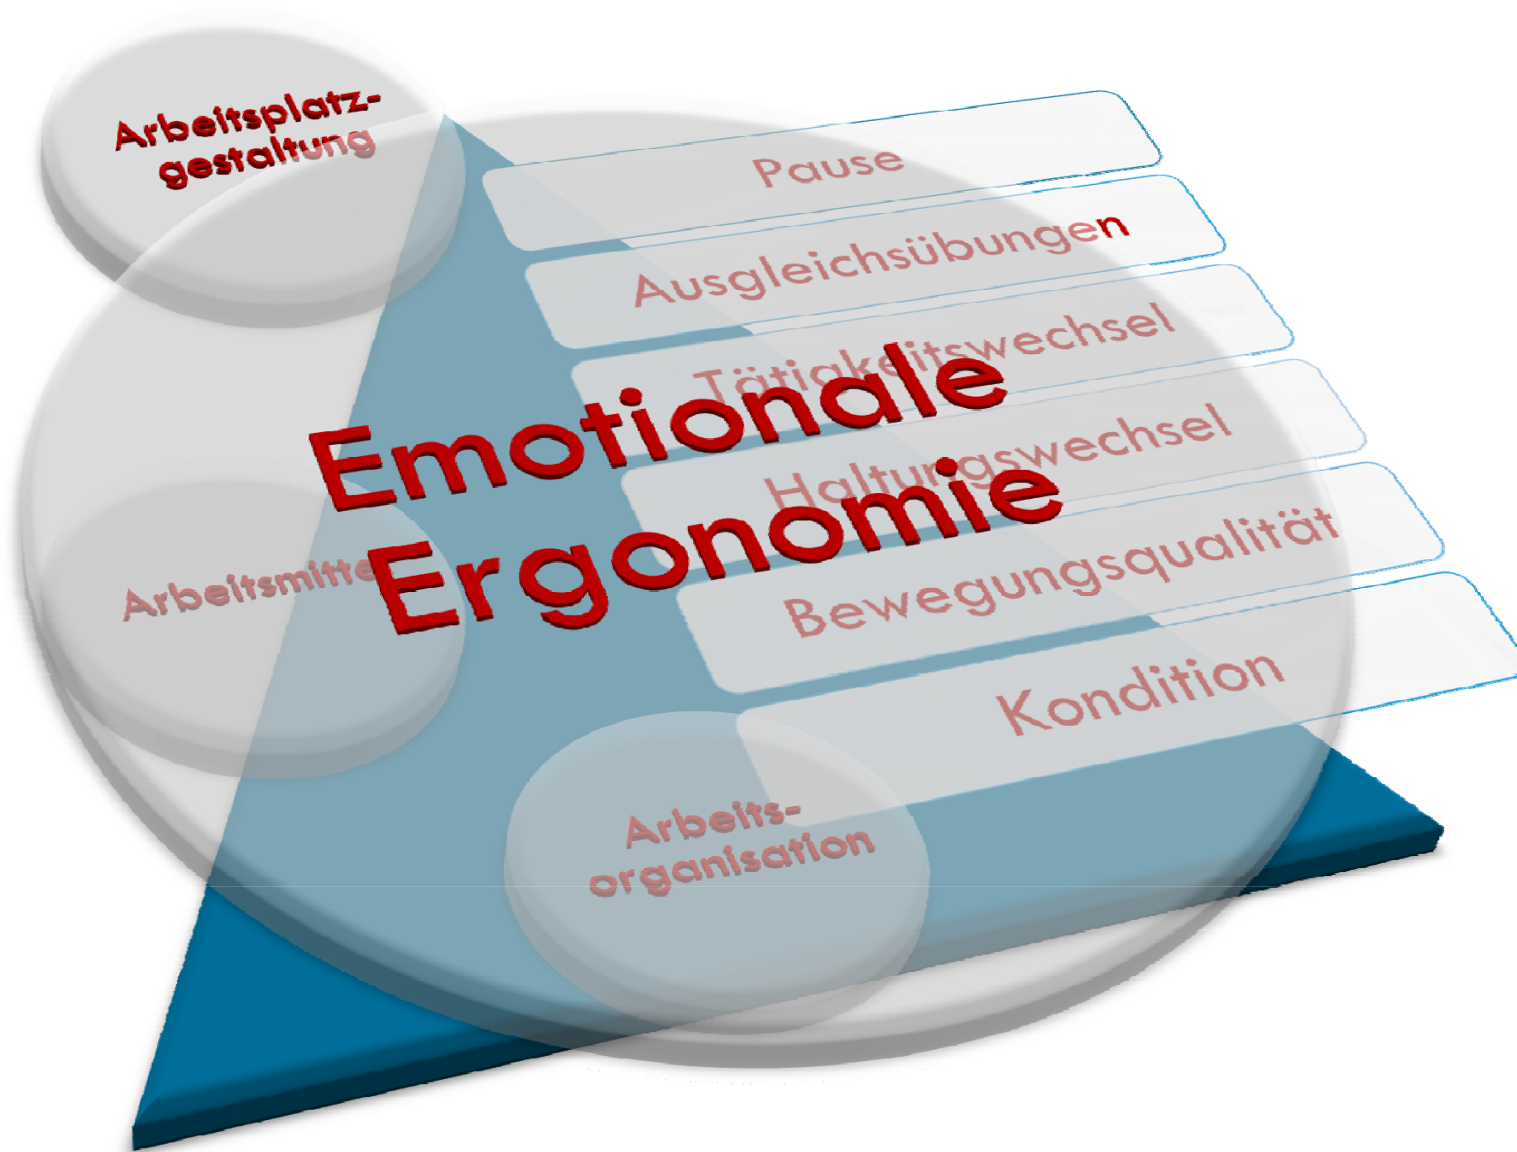 Arbeitsplatz-
gestaltung
Pause
Ausgleichsübungen
Tätigkeitswechsel
Emotionale
Haltungswechsel
Ergonomie
Arbeitsmittel
Bewegungsqualität
Kondition
Arbeits-
organisation